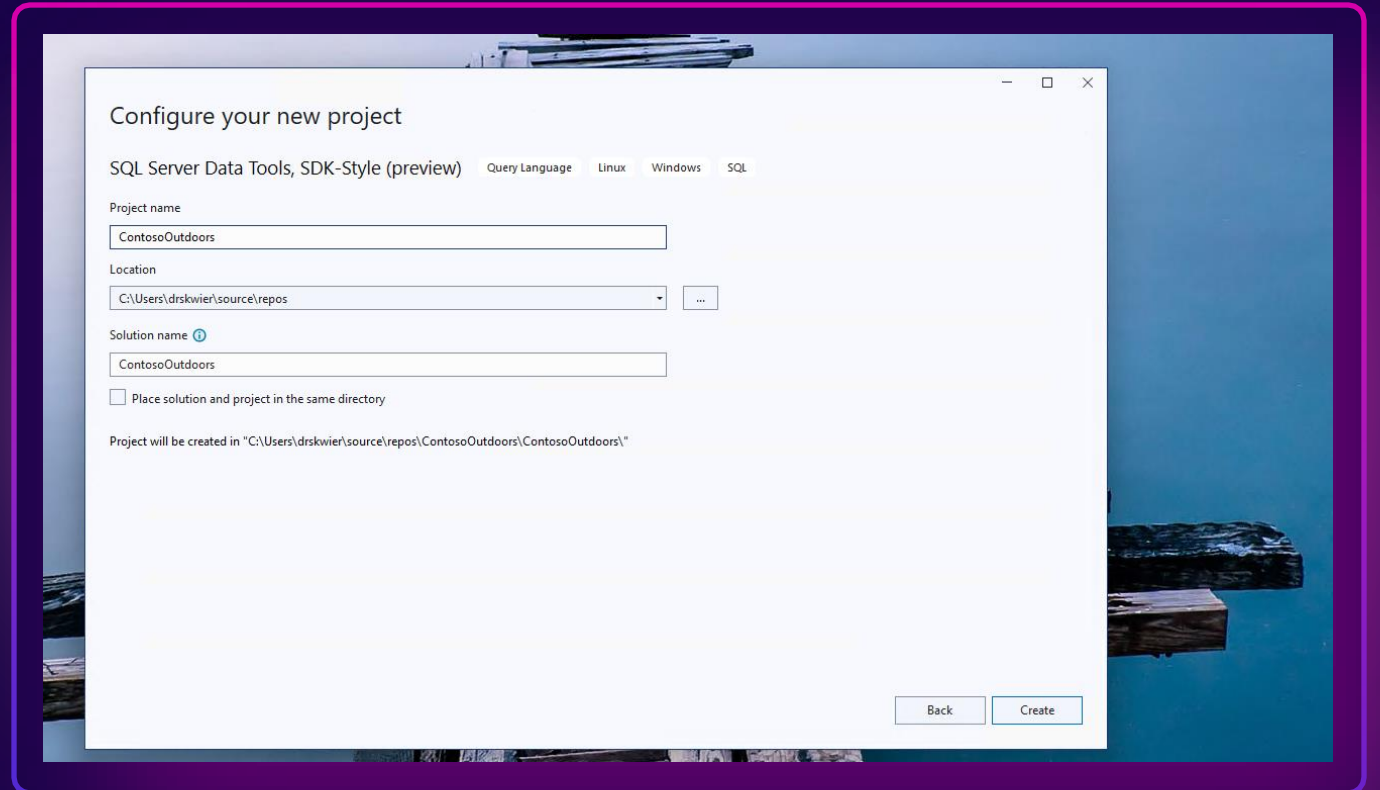 Configure your new project
SQL Server Data Tools, SDK-Style (preview) Query Language Linux Windows SQL
Project name
ContosoOutdoors
Location
C:\Users\drskwier\source\repos ...
Solution name
ContosoOutdoors
Place solution and project in the same directory
Project will be created in "C:\Users\drskwier\source\repos\ContosoOutdoors\ContosoOutdoors\"
Back Create